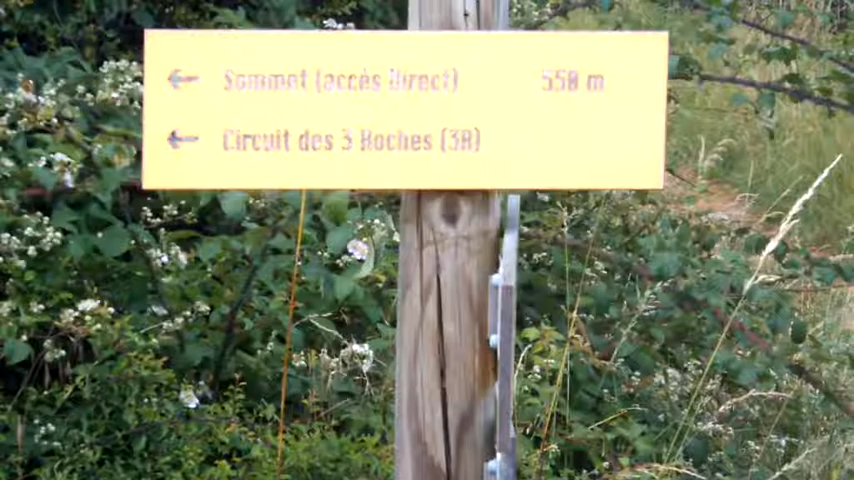 ← Sommet (accès Direct) 550 m
← Circuit des 3 Roches (3R)